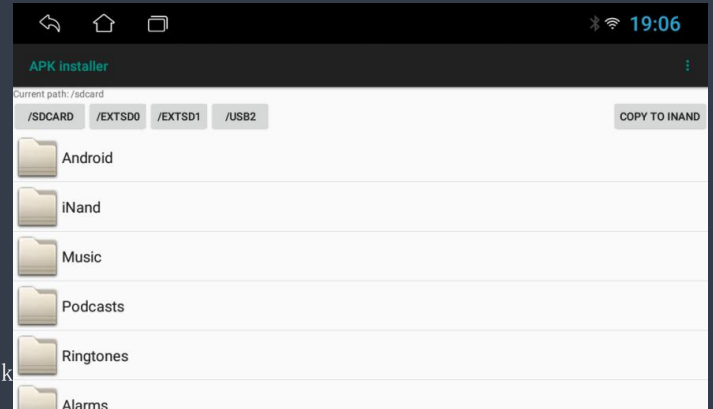 19:06
APK installer
Current path: /sdcard
/SDCARD /EXTSD0 /EXTSD1 /USB2 COPY TO INAND
Android
iNand
Music
Podcasts
Ringtones
k
Alarms